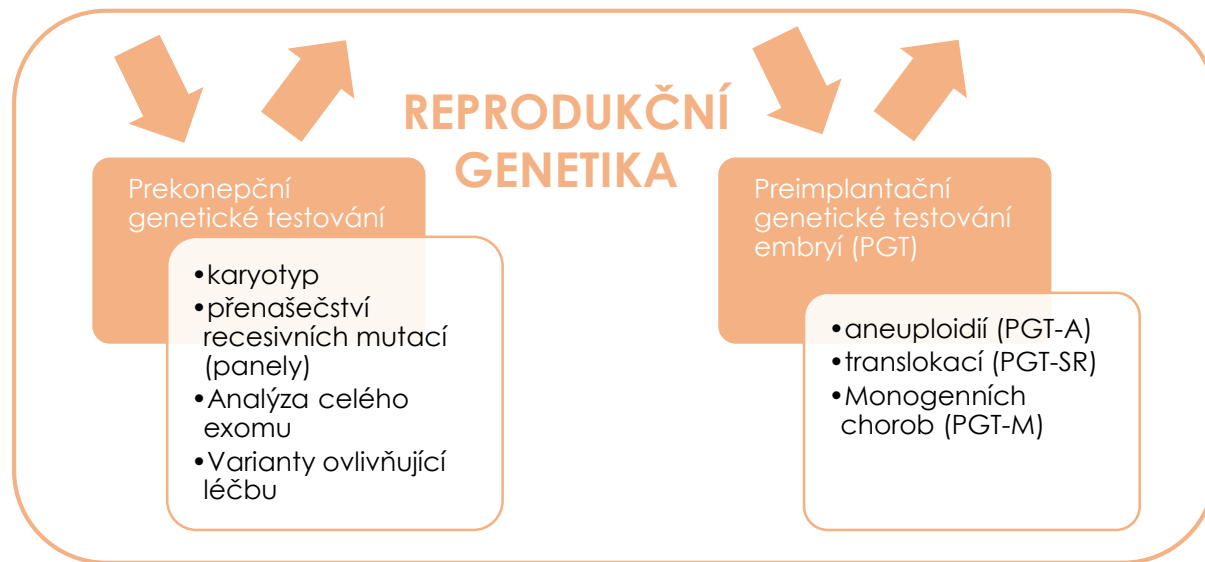 REPRODUKČNÍ
GENETIKA
Prekonepční
genetické testování
•karyotyp
•přenašečství
recesivních mutací
(panely)
•Analýza celého
exomu
•Varianty ovlivňující
léčbu
Preimplantační
genetické testování
embryí (PGT)
•aneuploidií (PGT-A)
•translokací (PGT-SR)
•Monogenních
chorob (PGT-M)